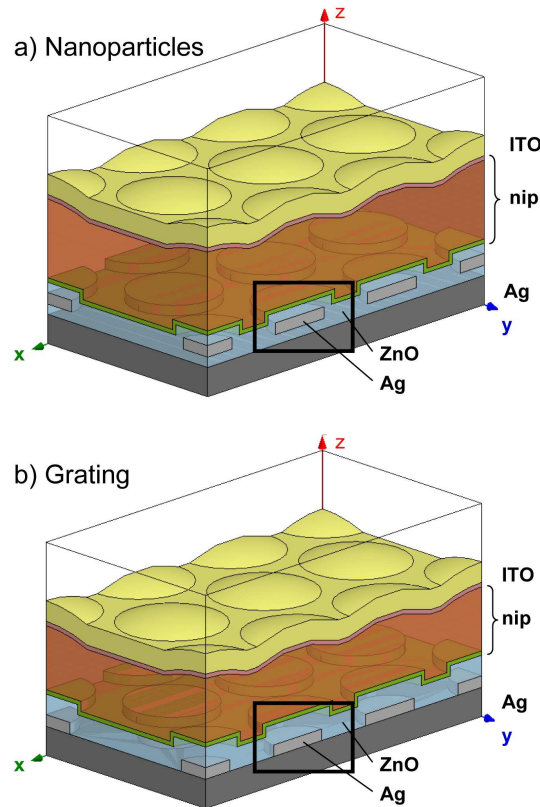 z
a) Nanoparticles
ITO
nip
Ag
x
y
ZnO
Ag
z
b) Grating
ITO
nip
Ag
x
y
ZnO
Ag